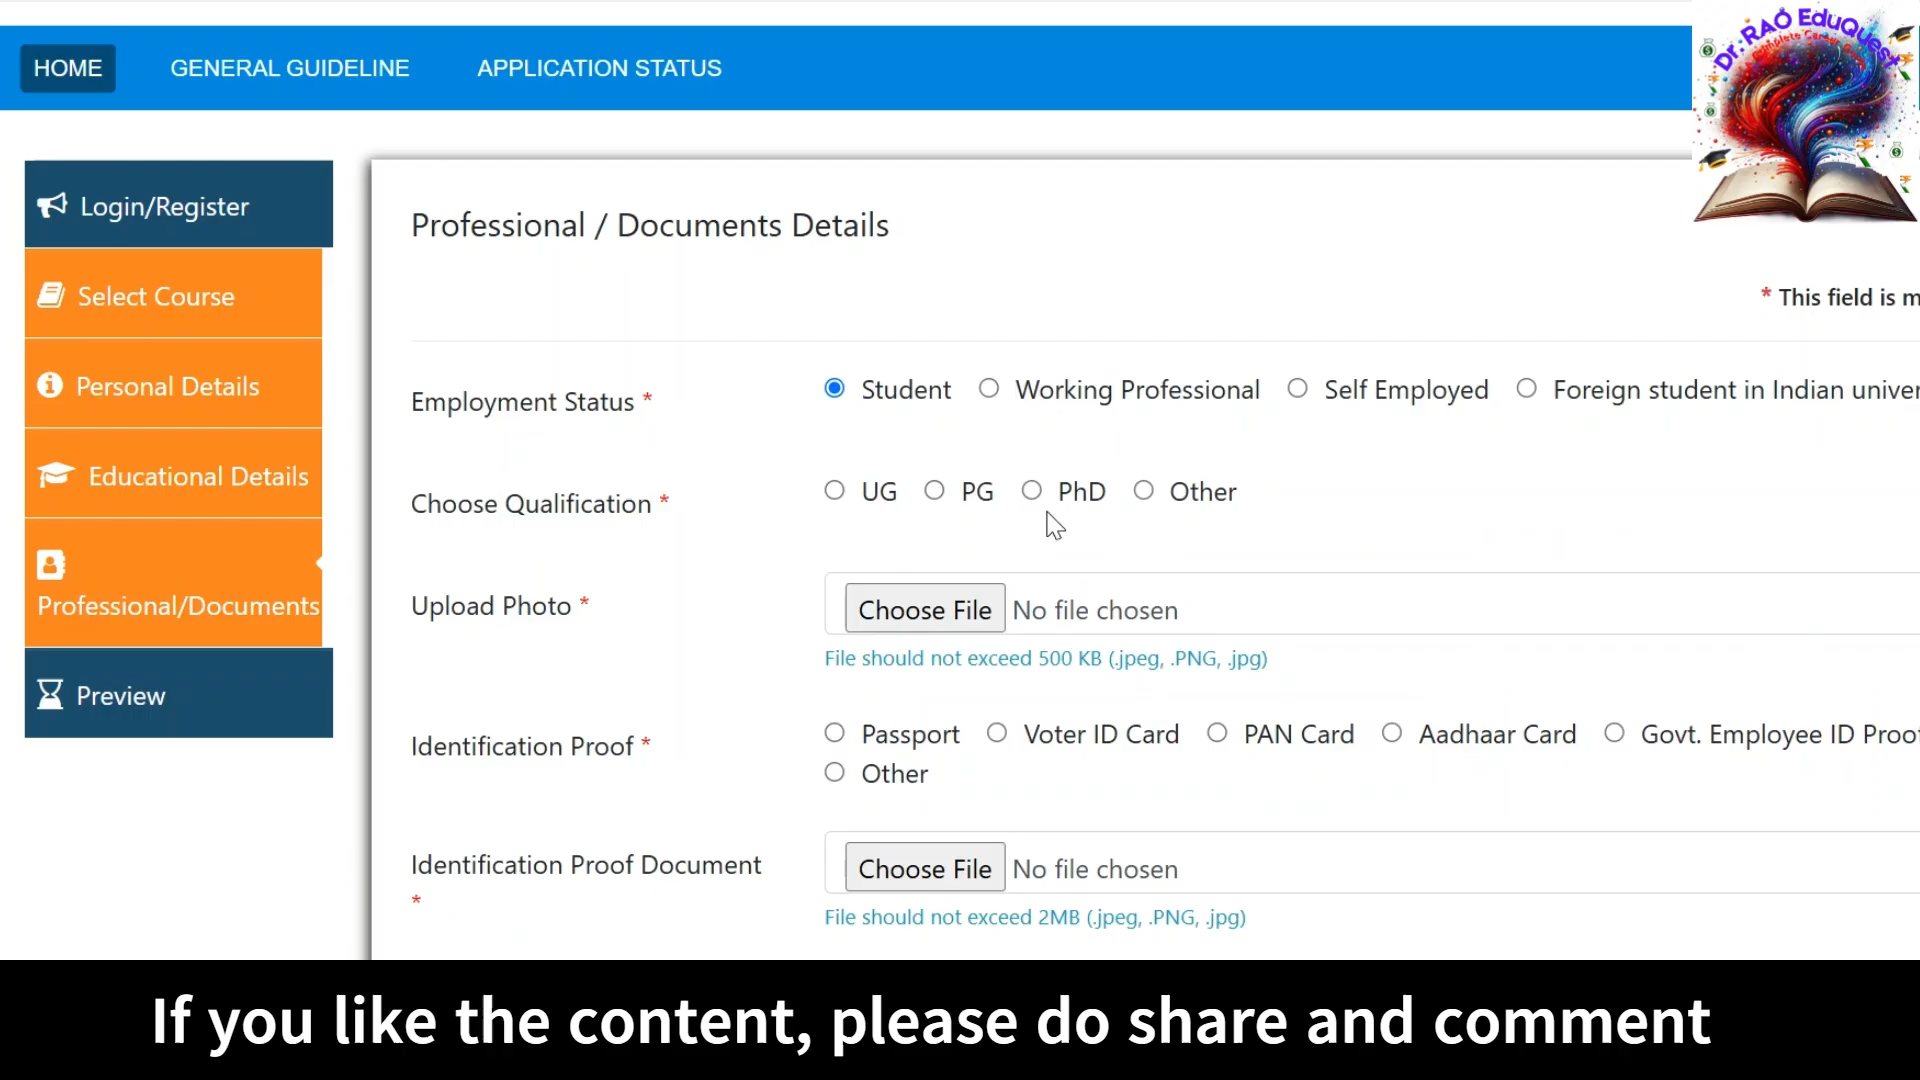 HOME GENERAL GUIDELINE APPLICATION STATUS
Dr. RAO EduQuest
Login/Register
Select Course
Personal Details
Educational Details
Professional/Documents
Preview
Professional / Documents Details
* This field is m
Employment Status * Student Working Professional Self Employed Foreign student in Indian univer
Choose Qualification * UG PG PhD Other
Upload Photo * Choose File No file chosen
File should not exceed 500 KB (.jpeg, .PNG, .jpg)
Identification Proof * Passport Voter ID Card PAN Card Aadhaar Card Govt. Employee ID Proof
Other
Identification Proof Document
*
Choose File No file chosen
File should not exceed 2MB (.jpeg, .PNG, .jpg)
If you like the content, please do share and comment